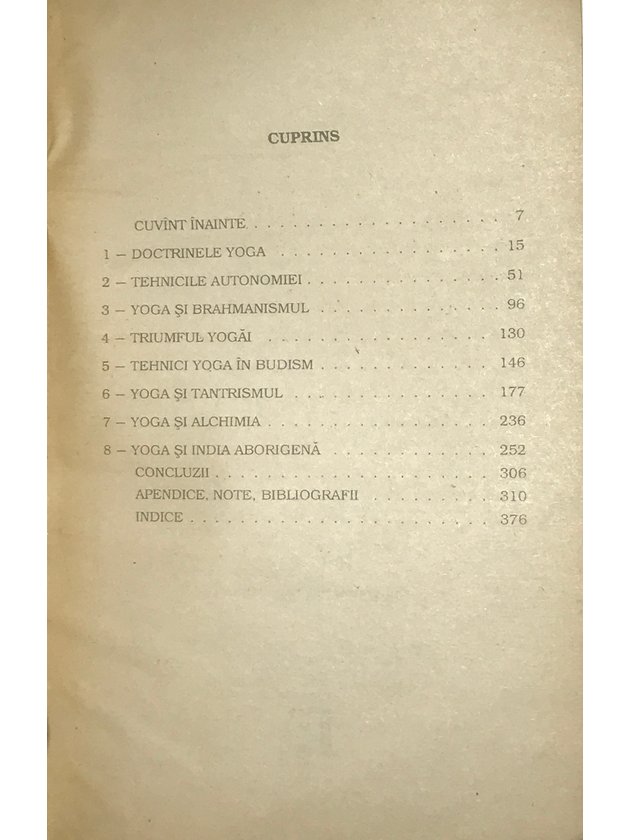 CUPRINS
CUVÎNT ÎNAINTE . . . . . . . . . . . . . . . . . . . 7
1 — DOCTRINELE YOGA . . . . . . . . . . . . . . . 15
2 — TEHNICILE AUTONOMIEI . . . . . . . . . . . . . 51
3 — YOGA ŞI BRAHMANISMUL . . . . . . . . . . . . 96
4 — TRIUMFUL YOGĂI . . . . . . . . . . . . . . . 130
5 — TEHNICI YOGA ÎN BUDISM . . . . . . . . . . . . 146
6 — YOGA ŞI TANTRISMUL . . . . . . . . . . . . . . 177
7 — YOGA ŞI ALCHIMIA . . . . . . . . . . . . . . . 236
8 — YOGA ŞI INDIA ABORIGENĂ . . . . . . . . . . . . 252
CONCLUZII . . . . . . . . . . . . . . . . . . . . 306
APENDICE, NOTE, BIBLIOGRAFII . . . . . . . . . 310
INDICE . . . . . . . . . . . . . . . . . . . . . . 376